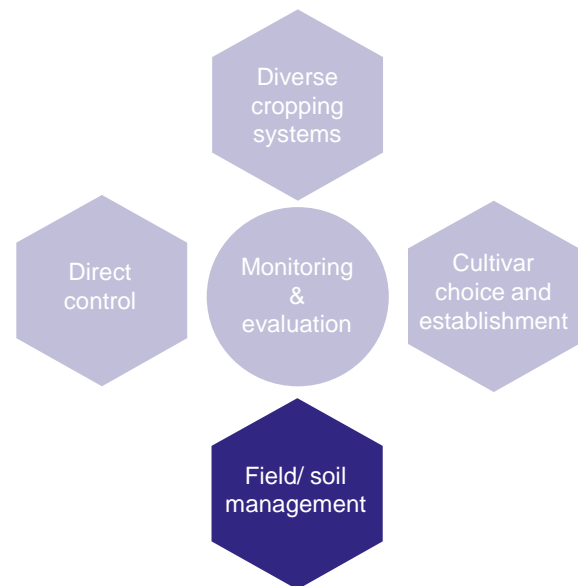 Diverse
cropping
systems
Direct
control
Monitoring
&
evaluation
Cultivar
choice and
establishment
Field/ soil
management